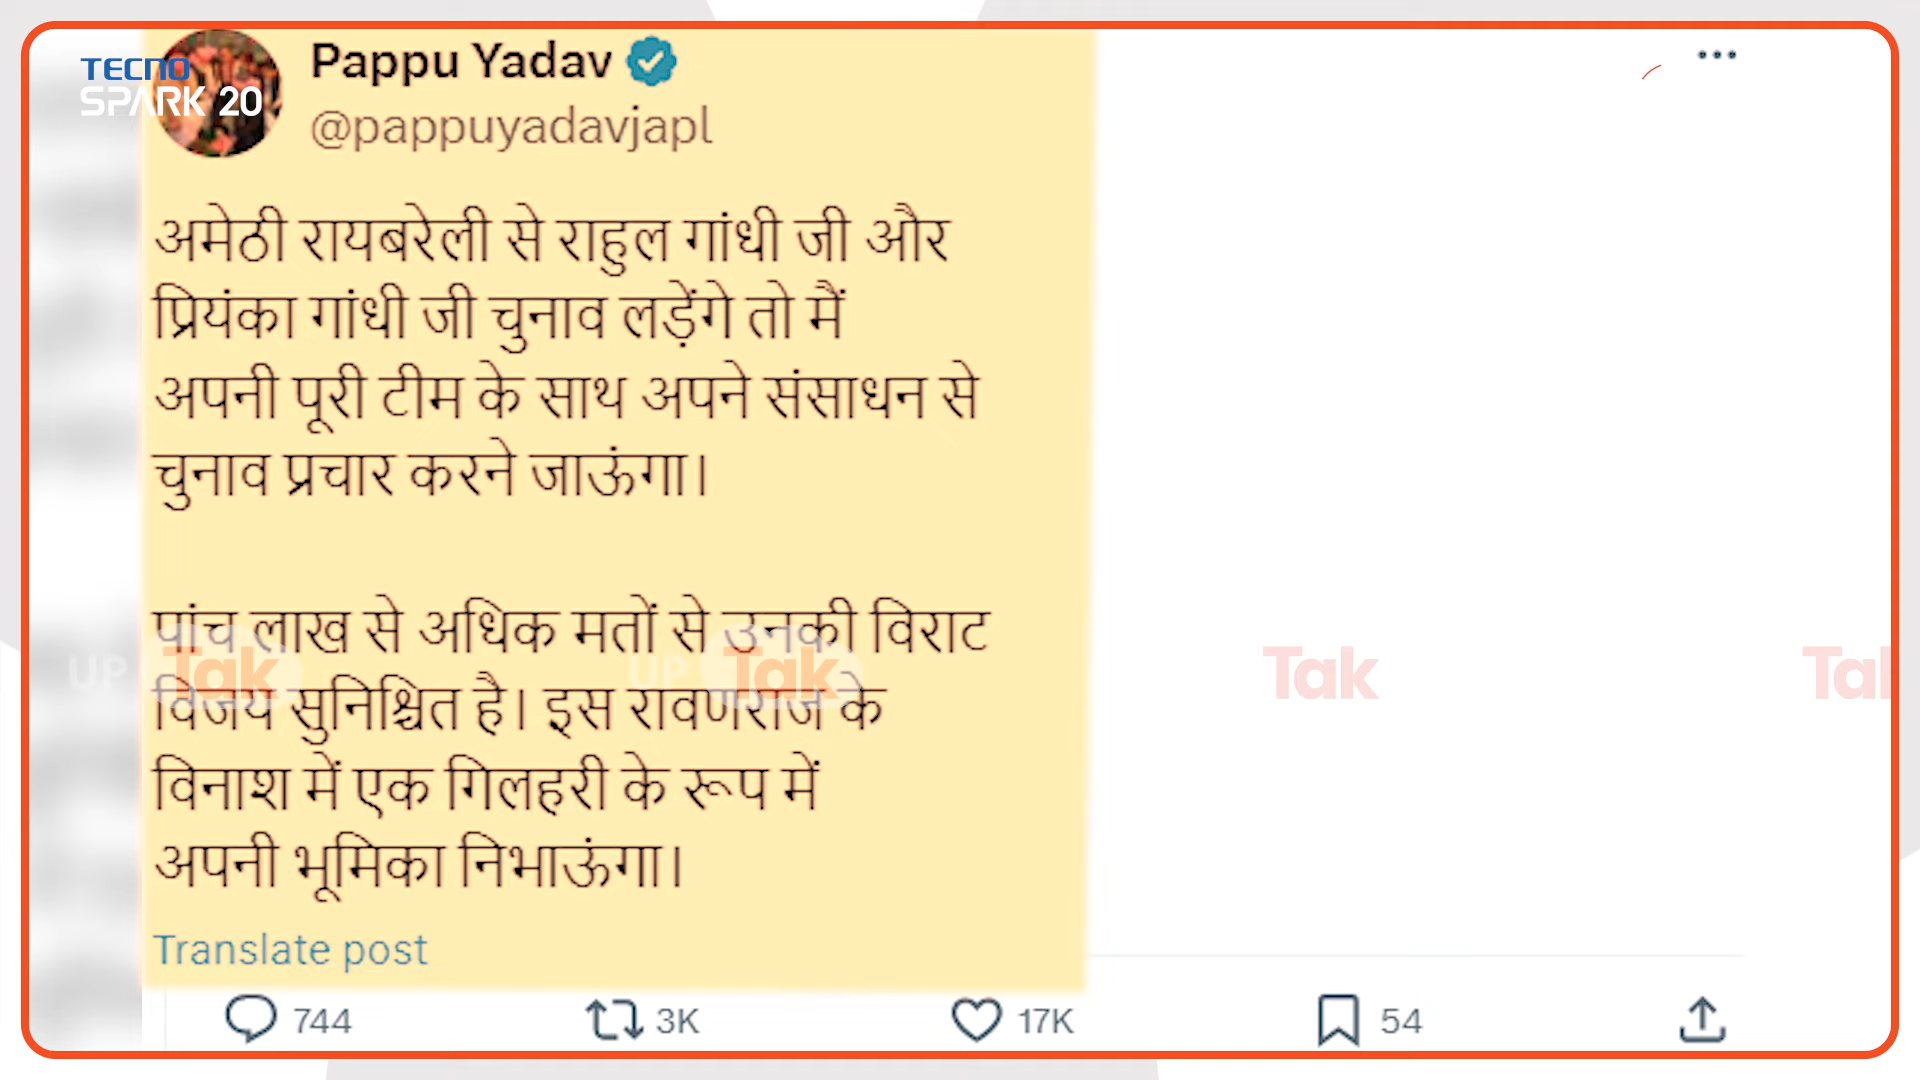 TECNO
SPARK 20
Pappu Yadav
@pappuyadavjapl
अमेठी रायबरेली से राहुल गांधी जी और
प्रियंका गांधी जी चुनाव लड़ेंगे तो मैं
अपनी पूरी टीम के साथ अपने संसाधन से
चुनाव प्रचार करने जाऊंगा।
पांच लाख से अधिक मतों से उनकी विराट
विजय सुनिश्चित है। इस रावणराज के
विनाश में एक गिलहरी के रूप में
अपनी भूमिका निभाऊंगा।
UP Tak UP Tak Tak Tak
Translate post
744 3K 17K 54